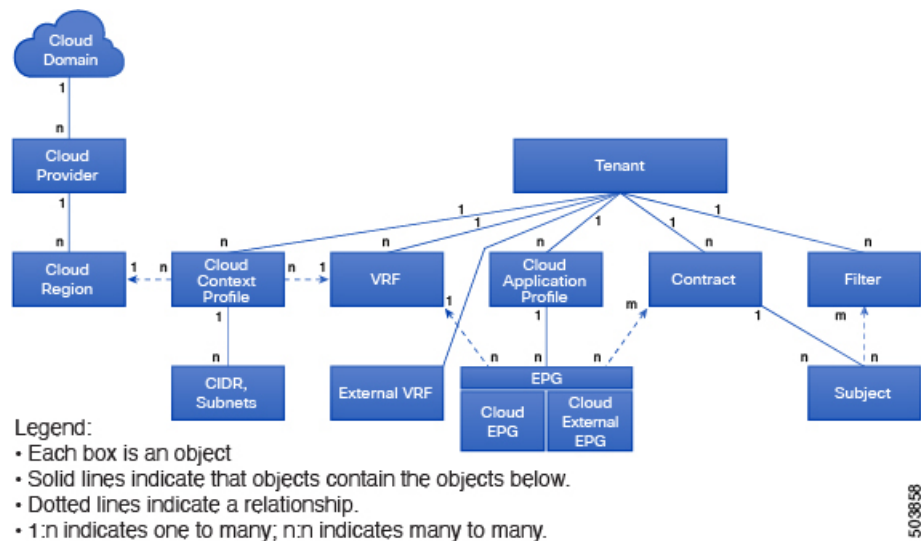 Cloud
Domain
1
n
Cloud
Provider
Tenant
1
n
1
1
1
1
1
n
n
n
n
n
Cloud
Region
1
n
Cloud
Context
Profile
n
1
VRF
Cloud
Application
Profile
Contract
Filter
1
1
1
m
1
m
n
n
n
n
n
n
CIDR,
Subnets
External VRF
EPG
Cloud
EPG
Cloud
External
EPG
Subject
Legend:
• Each box is an object
• Solid lines indicate that objects contain the objects below.
• Dotted lines indicate a relationship.
• 1:n indicates one to many; n:n indicates many to many.
503858